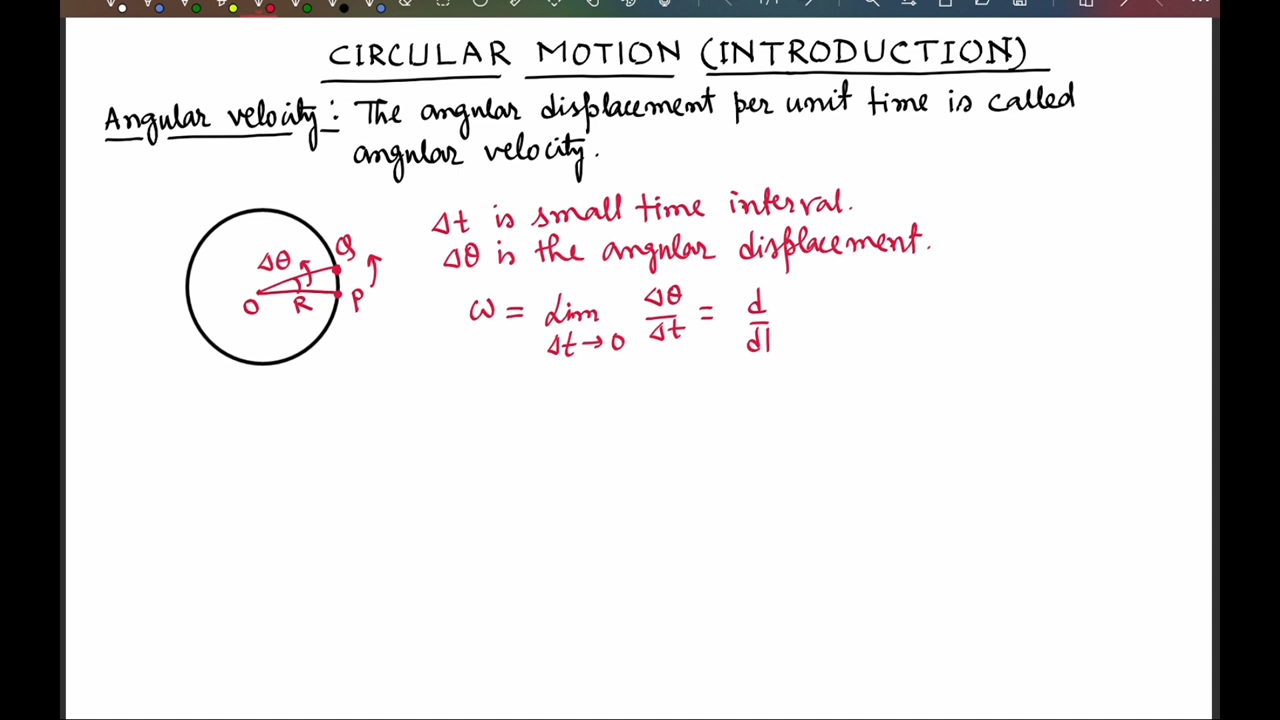 CIRCULAR MOTION (INTRODUCTION)
Angular velocity: The angular displacement per unit time is called
angular velocity.
Δt is small time interval.
Δθ is the angular displacement.
Δθ Q
O R P
ω = Lim Δt→0 Δθ/Δt = d/dl